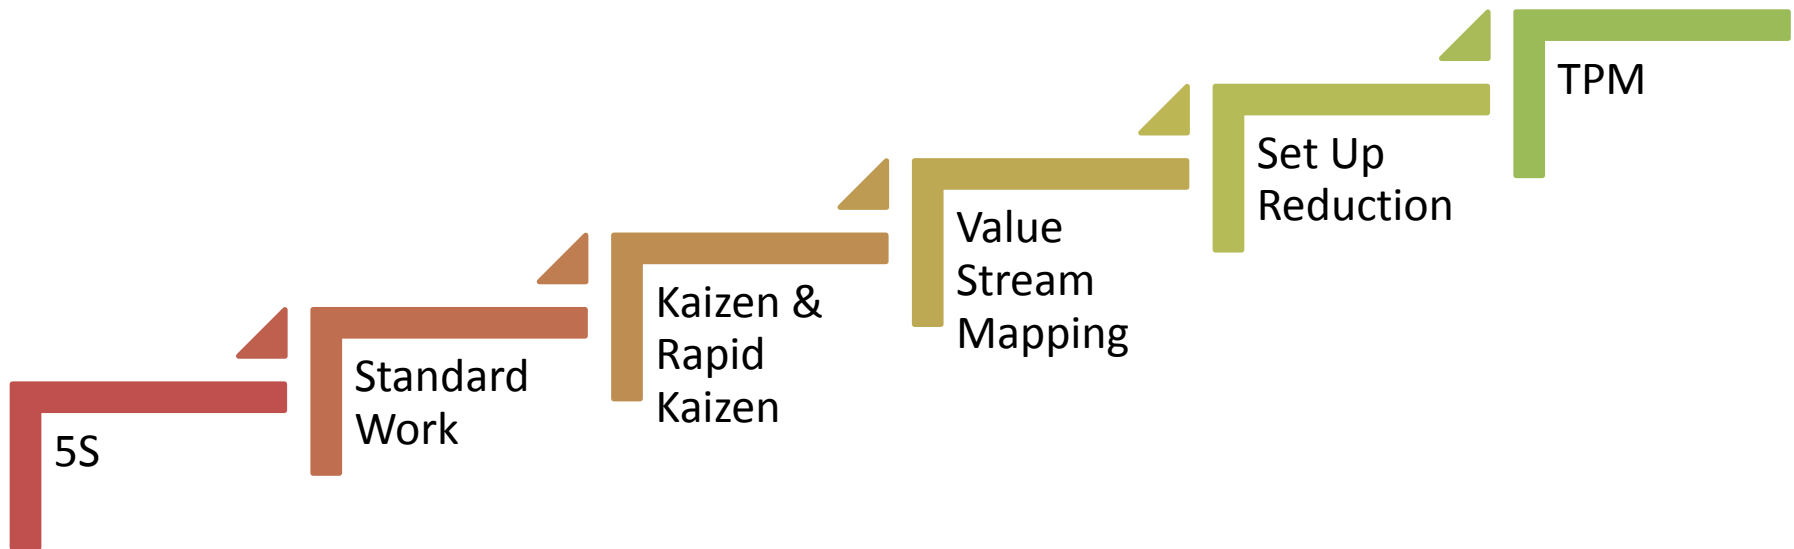 5S
Standard
Work
Kaizen &
Rapid
Kaizen
Value
Stream
Mapping
Set Up
Reduction
TPM